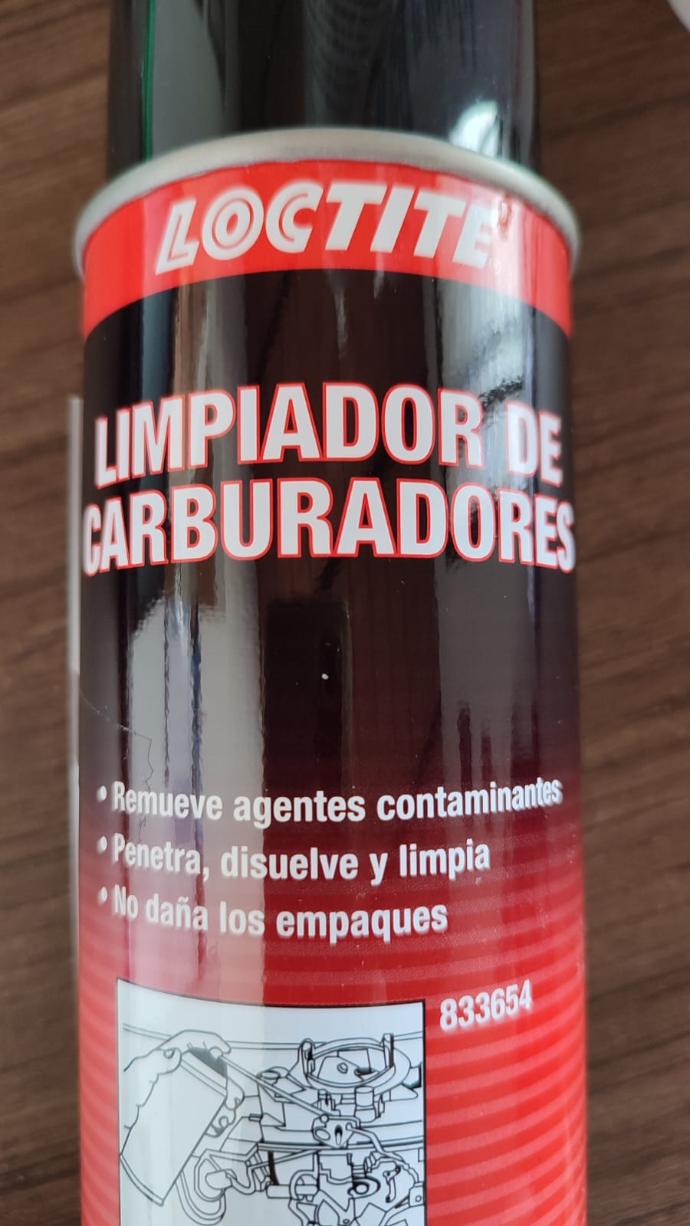 LOCTITE
LIMPIADOR DE
CARBURADORES
• Remueve agentes contaminantes
• Penetra, disuelve y limpia
• No daña los empaques
833654